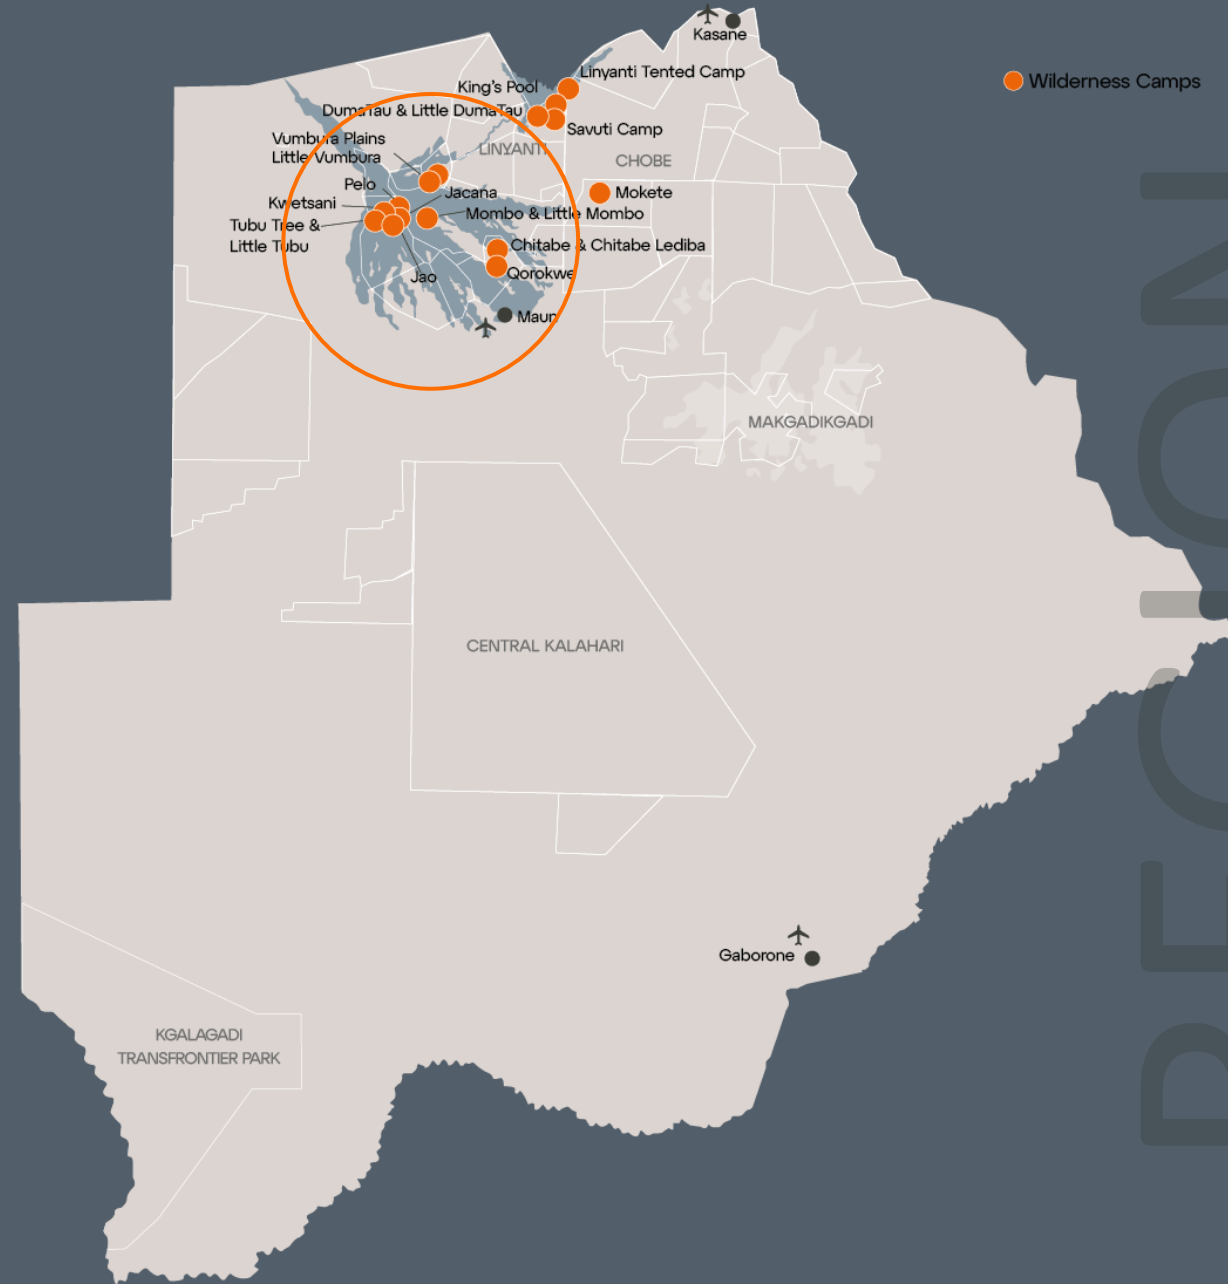 Kasane
Linyanti Tented Camp
Wilderness Camps
King's Pool
DumaTau & Little DumaTau
Savuti Camp
Vumbura Plains
Little Vumbura
LINYANTI
CHOBE
Pelo
Jacana
Mokete
Kwetsani
Mombo & Little Mombo
Tubu Tree &
Little Tubu
Chitabe & Chitabe Lediba
Qorokwe
Jao
Maun
MAKGADIKGADI
CENTRAL KALAHARI
Gaborone
KGALAGADI
TRANSFRONTIER PARK